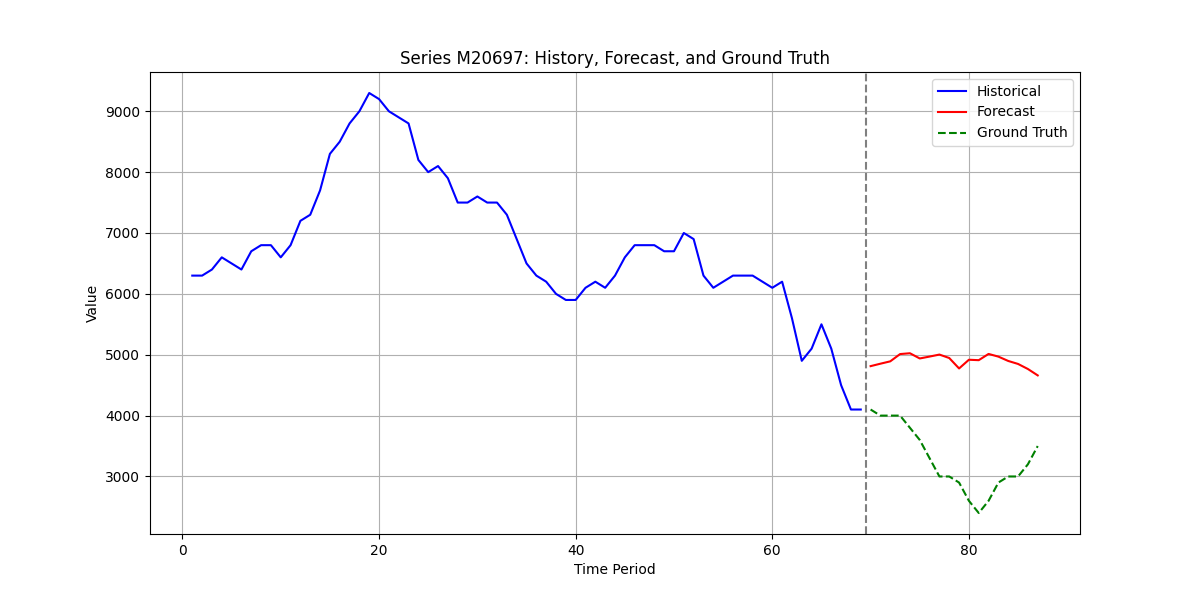 Series M20697: History, Forecast, and Ground Truth
Historical
Forecast
Ground Truth
Value
9000
8000
7000
6000
5000
4000
3000
0 20 40 60 80
Time Period